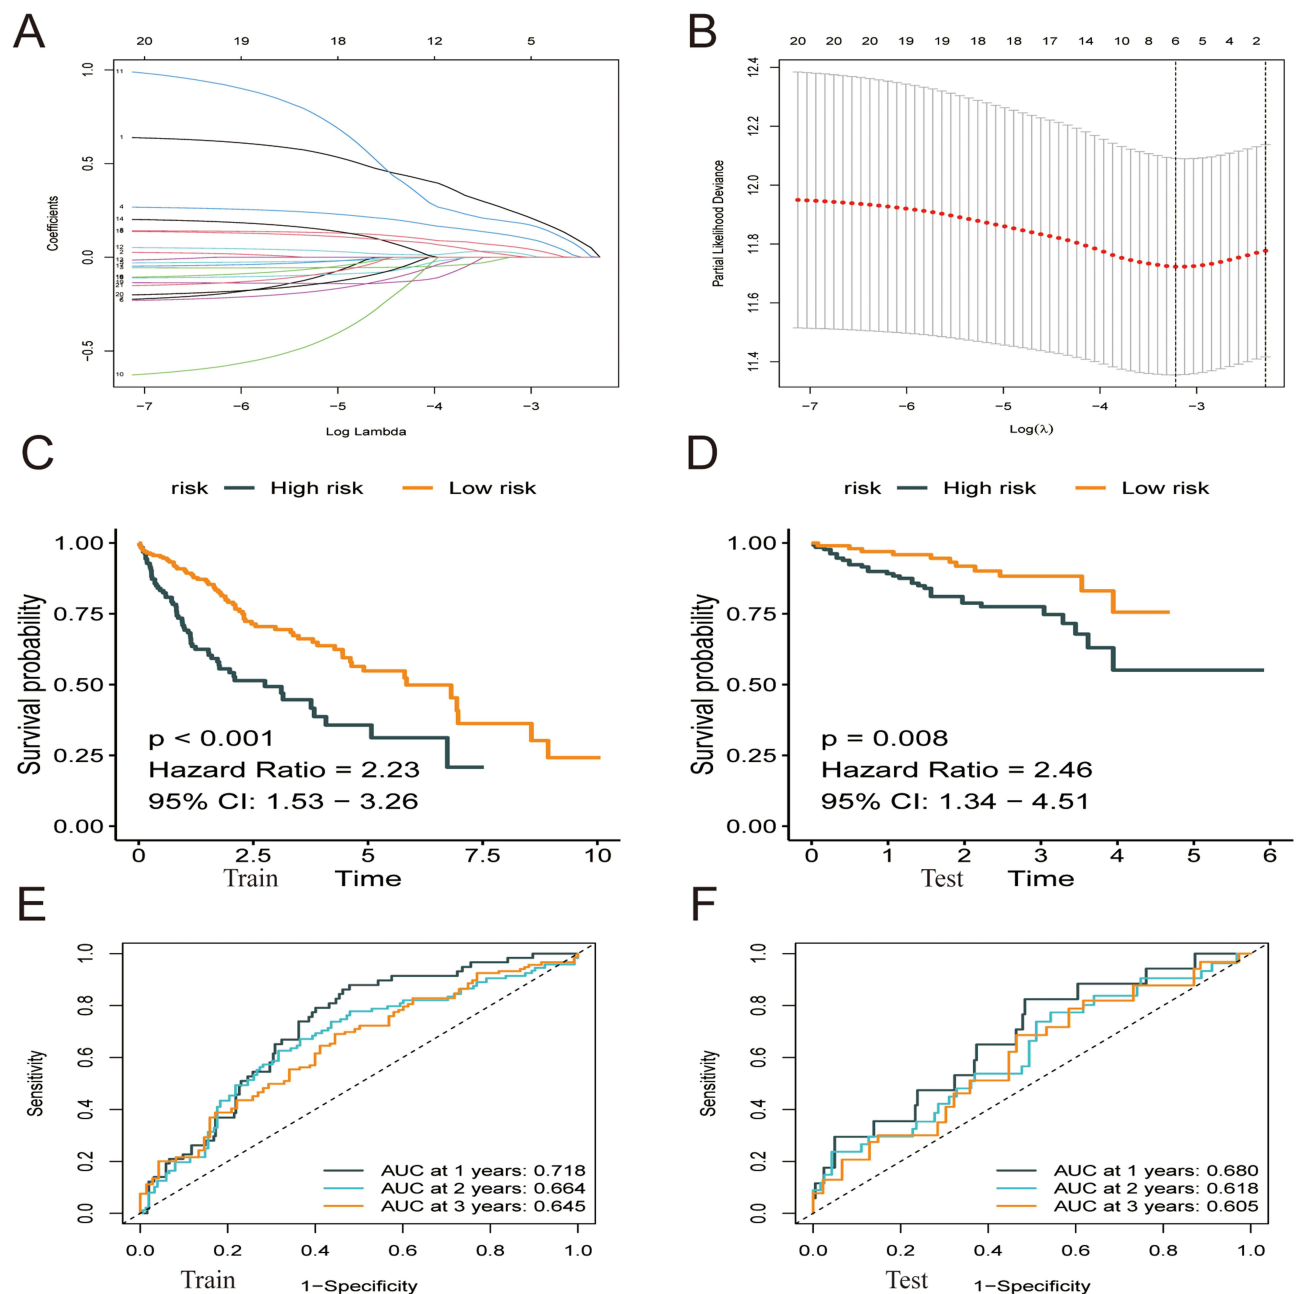 A
20 19 18 12 5
1.0
0.5
0.0
−0.5
Coefficients
11
1
4
14
12
2
20
10
−7 −6 −5 −4 −3
Log Lambda
B
20 20 20 19 19 18 18 17 14 10 8 6 5 4 2
12.4
12.2
12.0
11.8
11.6
11.4
Partial Likelihood Deviance
−7 −6 −5 −4 −3
Log(λ)
C
risk High risk Low risk
1.00
0.75
0.50
0.25
0.00
Survival probability
p < 0.001
Hazard Ratio = 2.23
95% CI: 1.53 − 3.26
0 2.5 5 7.5 10
Train Time
D
risk High risk Low risk
1.00
0.75
0.50
0.25
0.00
Survival probability
p = 0.008
Hazard Ratio = 2.46
95% CI: 1.34 − 4.51
0 1 2 3 4 5 6
Test Time
E
1.0
0.8
0.6
0.4
0.2
0.0
Sensitivity
AUC at 1 years: 0.718
AUC at 2 years: 0.664
AUC at 3 years: 0.645
0.0 0.2 0.4 0.6 0.8 1.0
Train 1−Specificity
F
1.0
0.8
0.6
0.4
0.2
0.0
Sensitivity
AUC at 1 years: 0.680
AUC at 2 years: 0.618
AUC at 3 years: 0.605
0.0 0.2 0.4 0.6 0.8 1.0
Test 1−Specificity